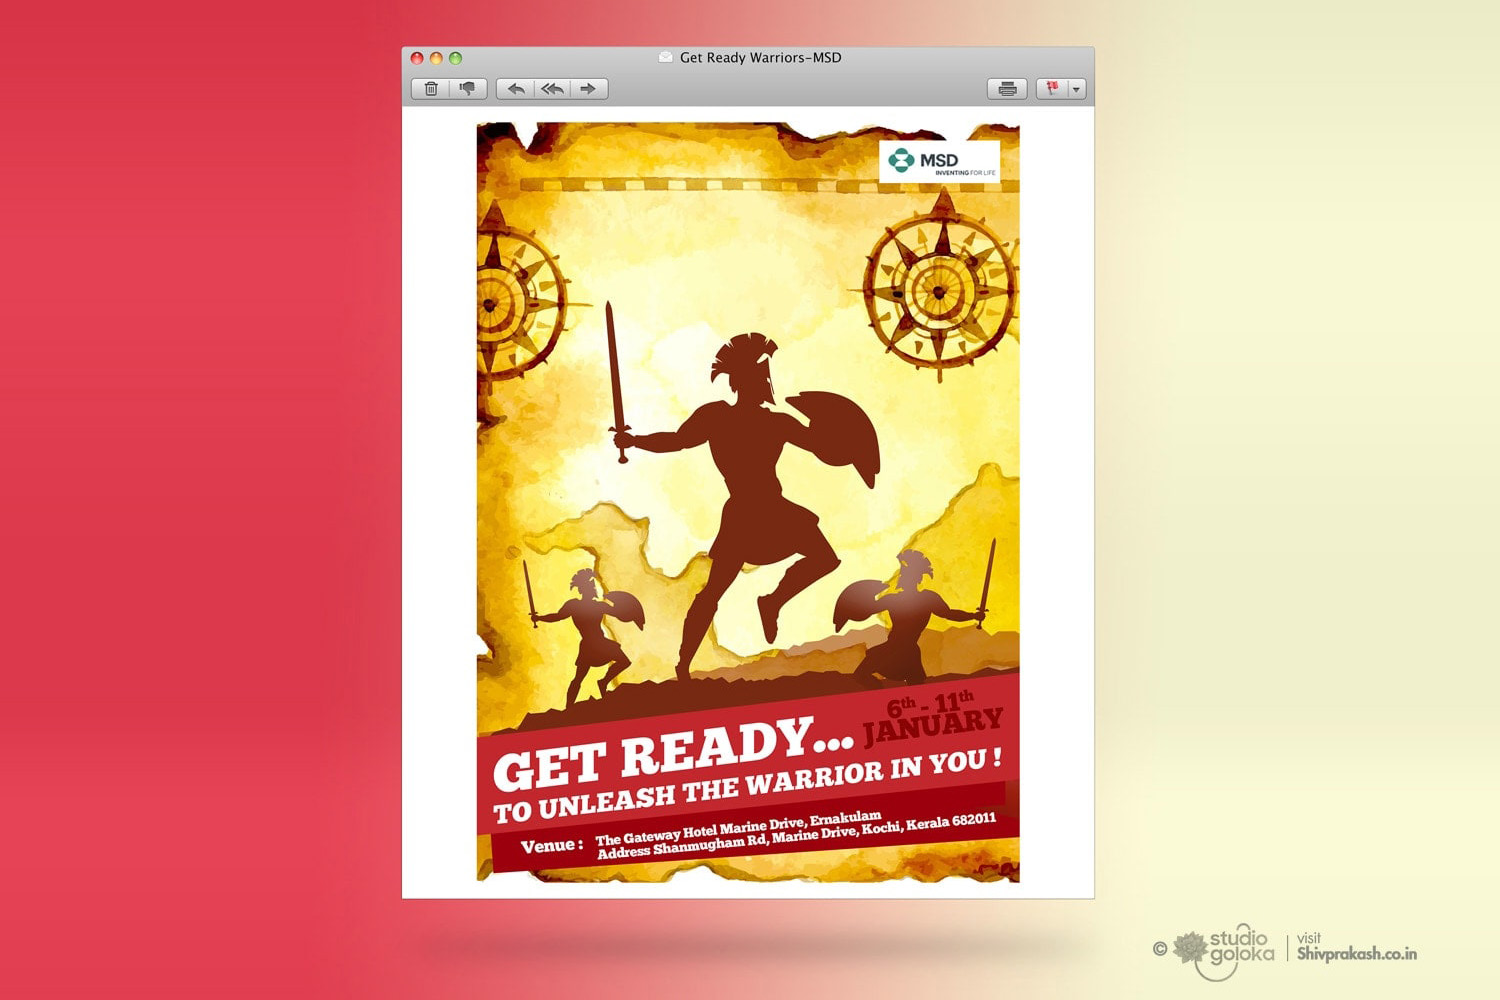 Get Ready Warriors-MSD
MSD
INVENTING FOR LIFE
6th - 11th
JANUARY
GET READY...
TO UNLEASH THE WARRIOR IN YOU !
Venue : The Gateway Hotel Marine Drive, Ernakulam
Address Shanmugham Rd, Marine Drive, Kochi, Kerala 682011
© studio goloka
visit
Shivprakash.co.in